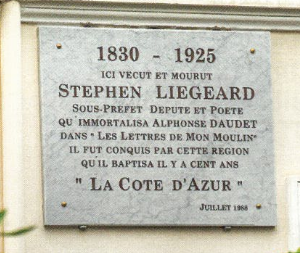 1830 - 1925
ICI VECUT ET MOURUT
STEPHEN LIEGEARD
SOUS-PREFET DEPUTE ET POETE
QU'IMMORTALISA ALPHONSE DAUDET
DANS "LES LETTRES DE MON MOULIN"
IL FUT CONQUIS PAR CETTE REGION
QU'IL BAPTISA IL Y A CENT ANS
" LA COTE D'AZUR "
JUILLET 1988